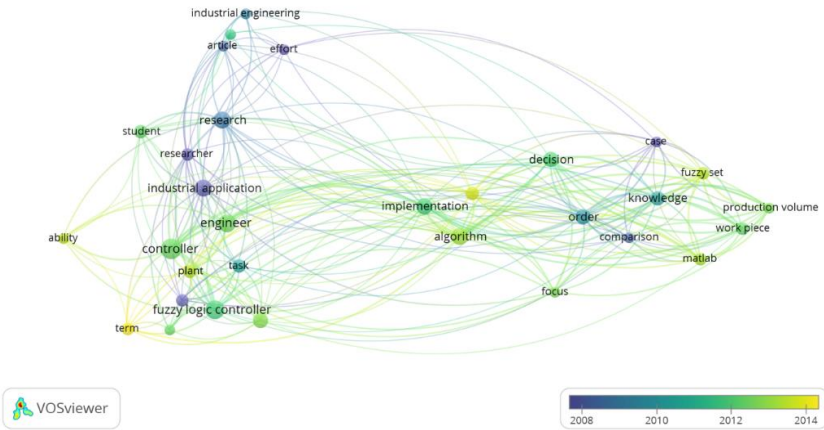 industrial engineering
article
effort
research
student
researcher
case
decision
fuzzy set
industrial application
knowledge
implementation
production volume
order
engineer
work piece
ability
algorithm
comparison
controller
matlab
task
plant
focus
fuzzy logic controller
term
VOSviewer
2008 2010 2012 2014